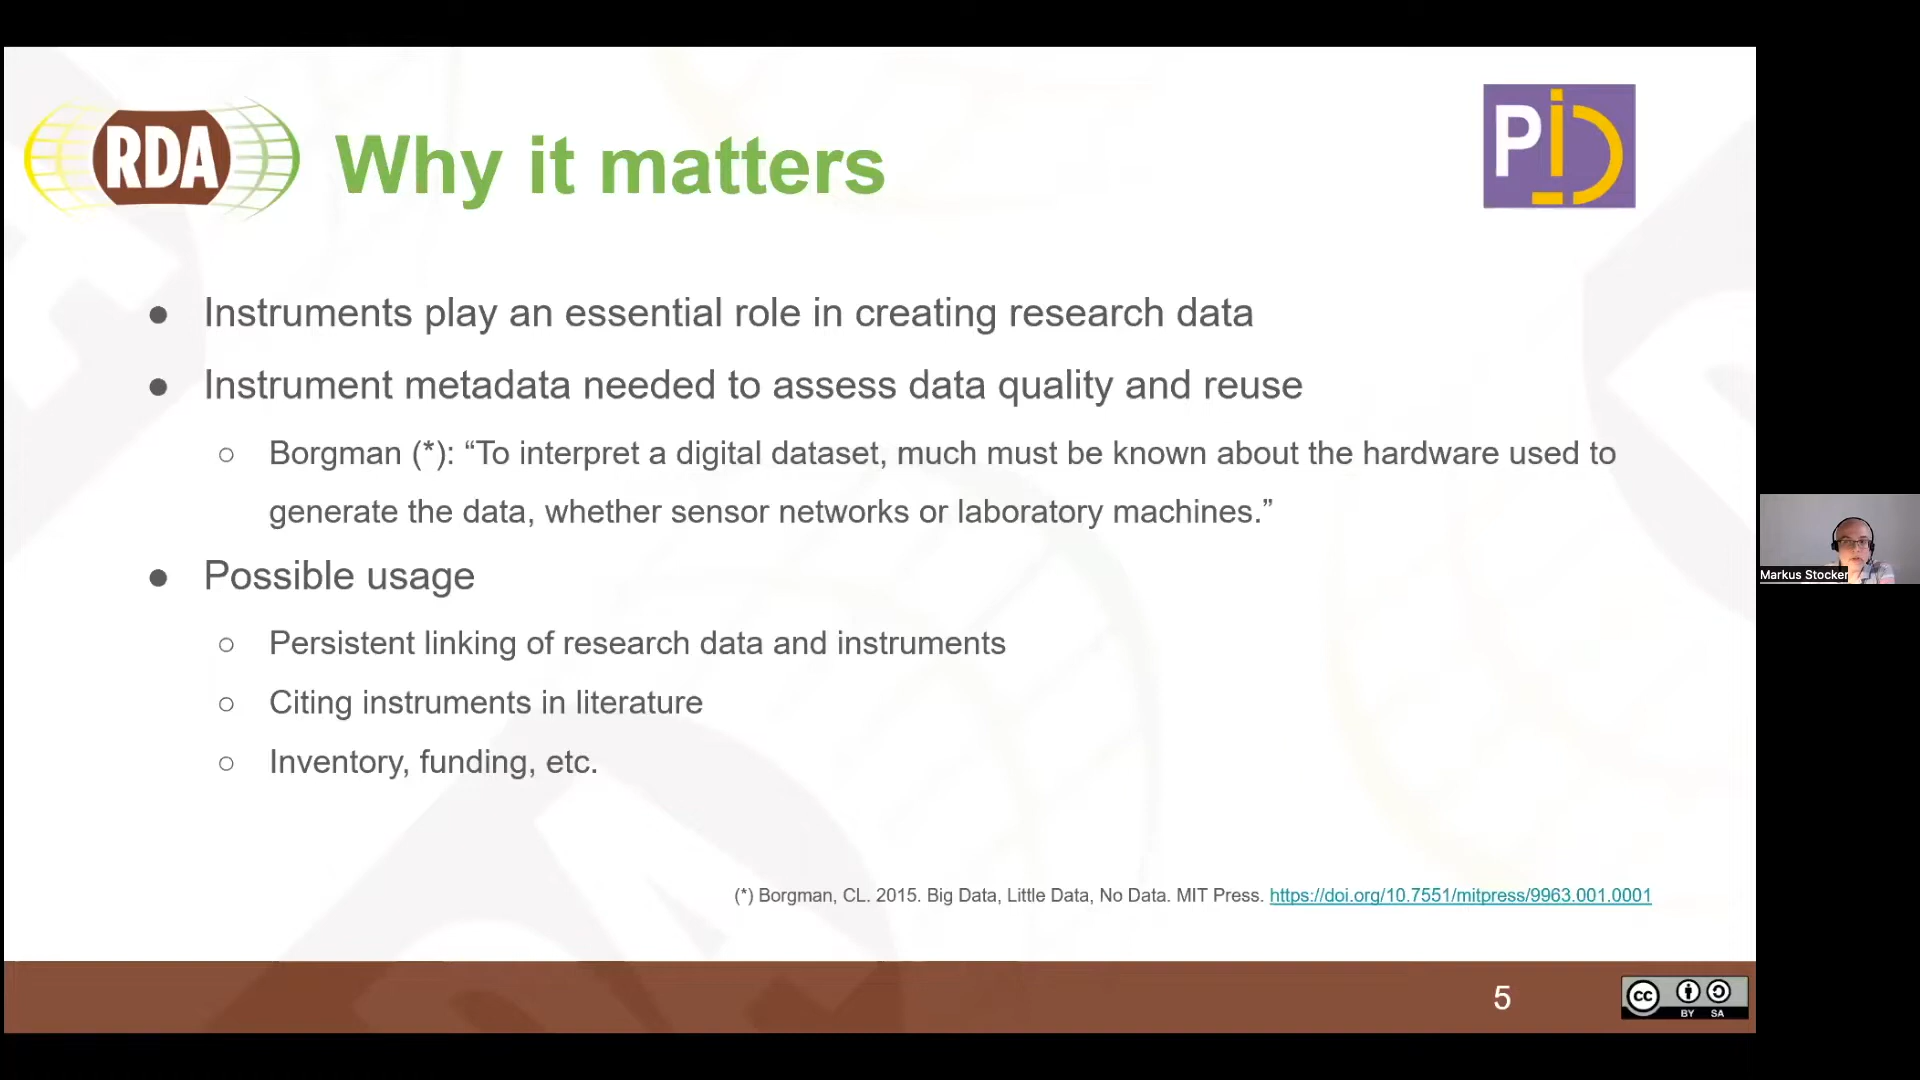 RDA
Why it matters
PID
● Instruments play an essential role in creating research data
● Instrument metadata needed to assess data quality and reuse
○ Borgman (*): “To interpret a digital dataset, much must be known about the hardware used to
generate the data, whether sensor networks or laboratory machines.”
● Possible usage
○ Persistent linking of research data and instruments
○ Citing instruments in literature
○ Inventory, funding, etc.
Markus Stocker
(*) Borgman, CL. 2015. Big Data, Little Data, No Data. MIT Press. https://doi.org/10.7551/mitpress/9963.001.0001
5
cc
BY SA